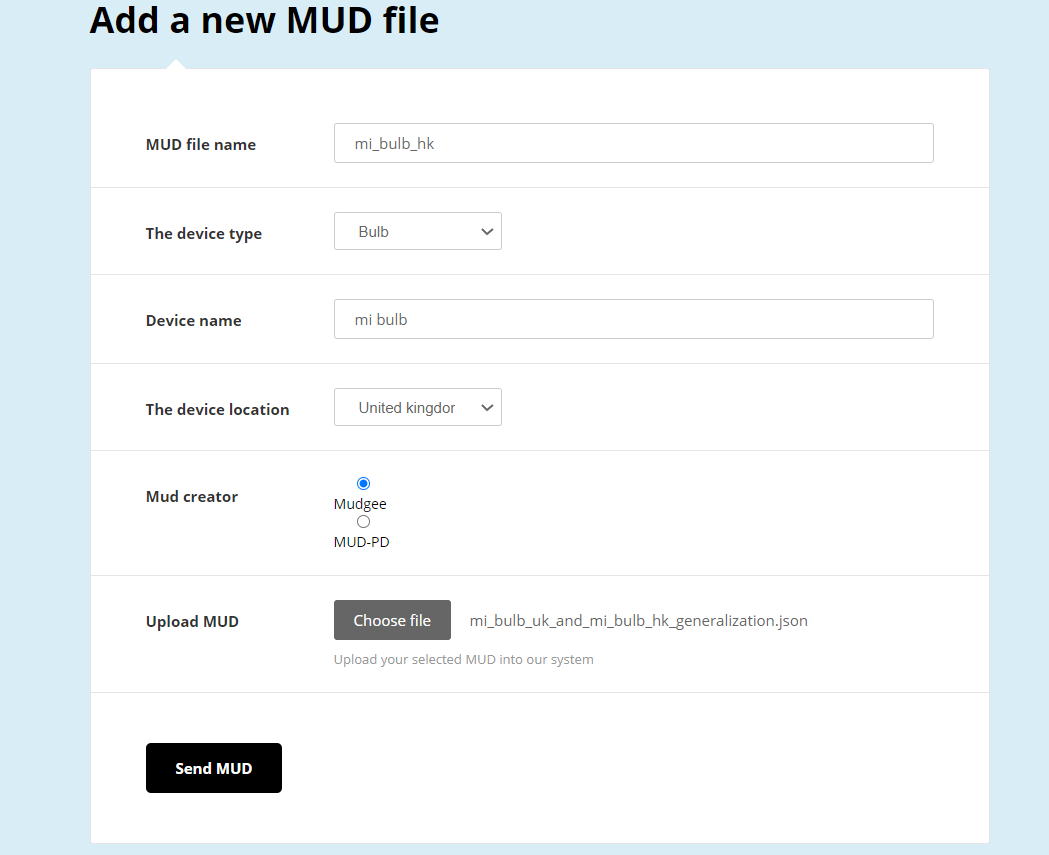 Add a new MUD file
MUD file name
mi_bulb_hk
The device type
Bulb
Device name
mi bulb
The device location
United kingdor
Mud creator
Mudgee
MUD-PD
Upload MUD
Choose file
mi_bulb_uk_and_mi_bulb_hk_generalization.json
Upload your selected MUD into our system
Send MUD